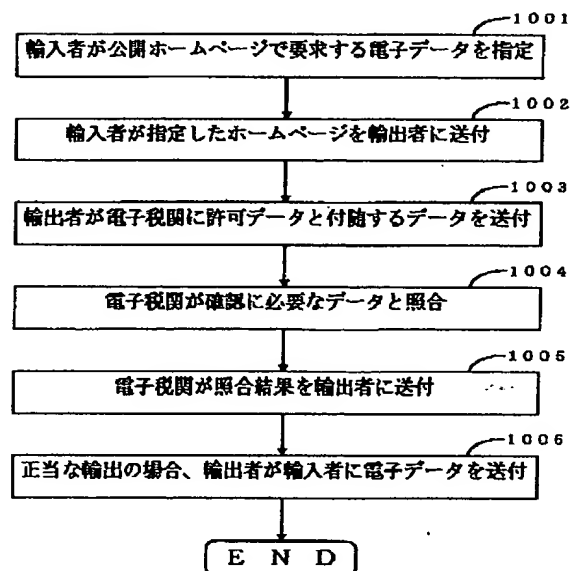 1001
輸入者が公開ホームページで要求する電子データを指定
1002
輸入者が指定したホームページを輸出者に送付
1003
輸出者が電子税関に許可データと付随するデータを送付
1004
電子税関が確認に必要なデータと照合
1005
電子税関が照合結果を輸出者に送付
1006
正当な輸出の場合、輸出者が輸入者に電子データを送付
END